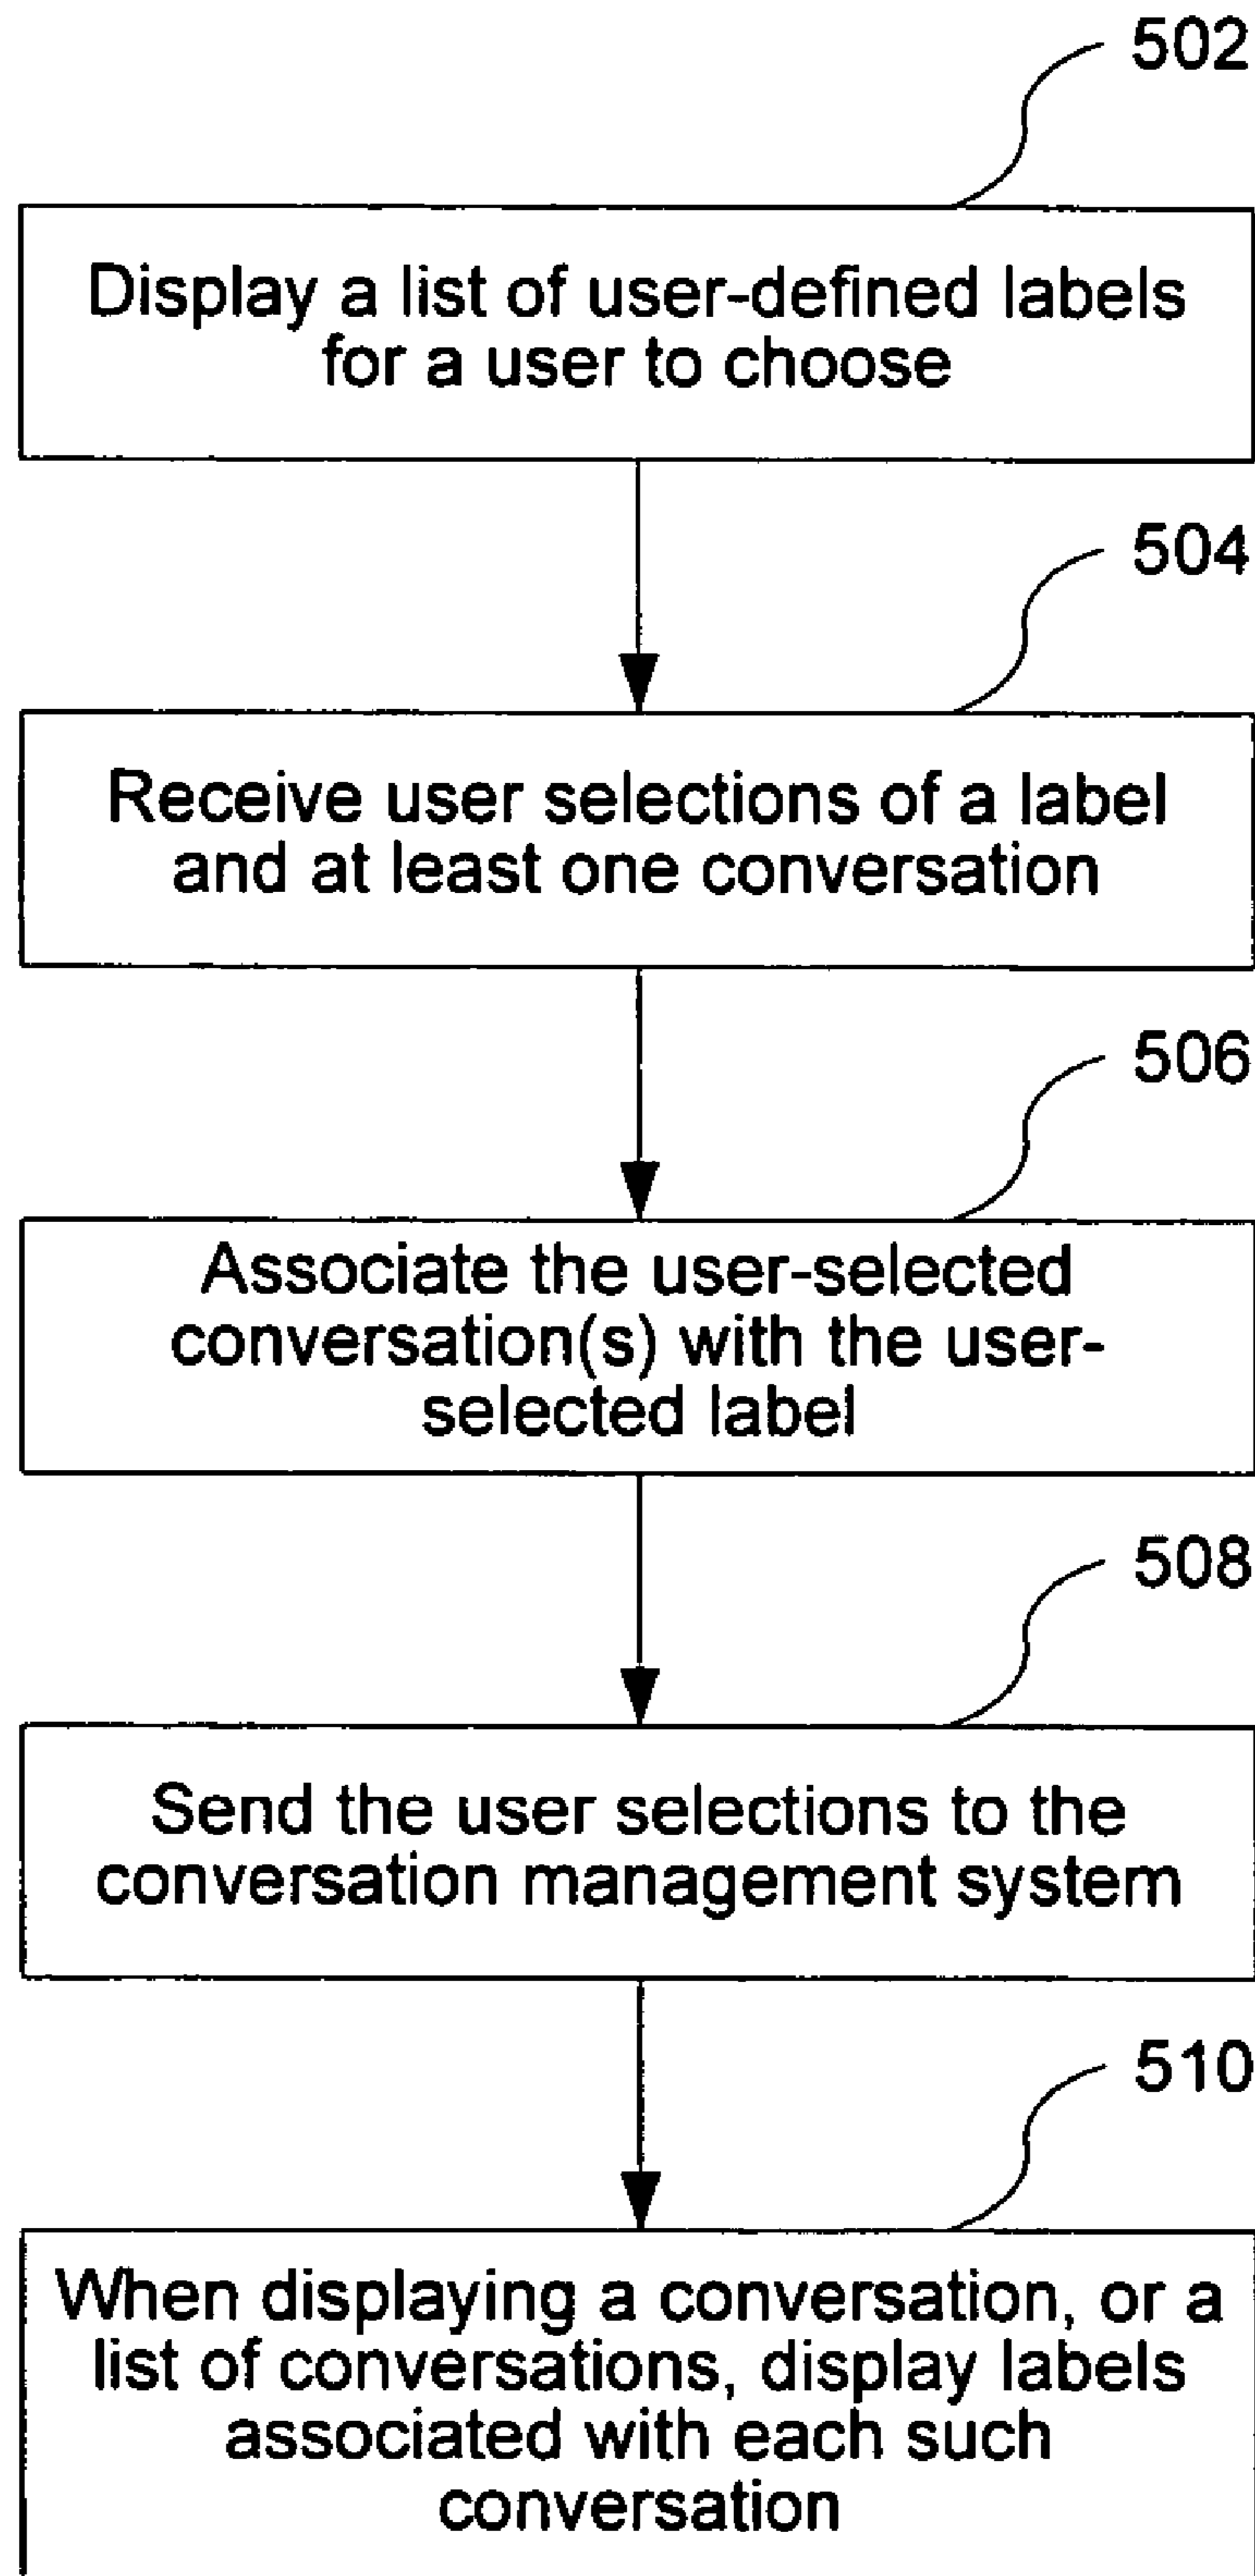 502
Display a list of user-defined labels
for a user to choose
504
Receive user selections of a label
and at least one conversation
506
Associate the user-selected
conversation(s) with the user-
selected label
508
Send the user selections to the
conversation management system
510
When displaying a conversation, or a
list of conversations, display labels
associated with each such
conversation